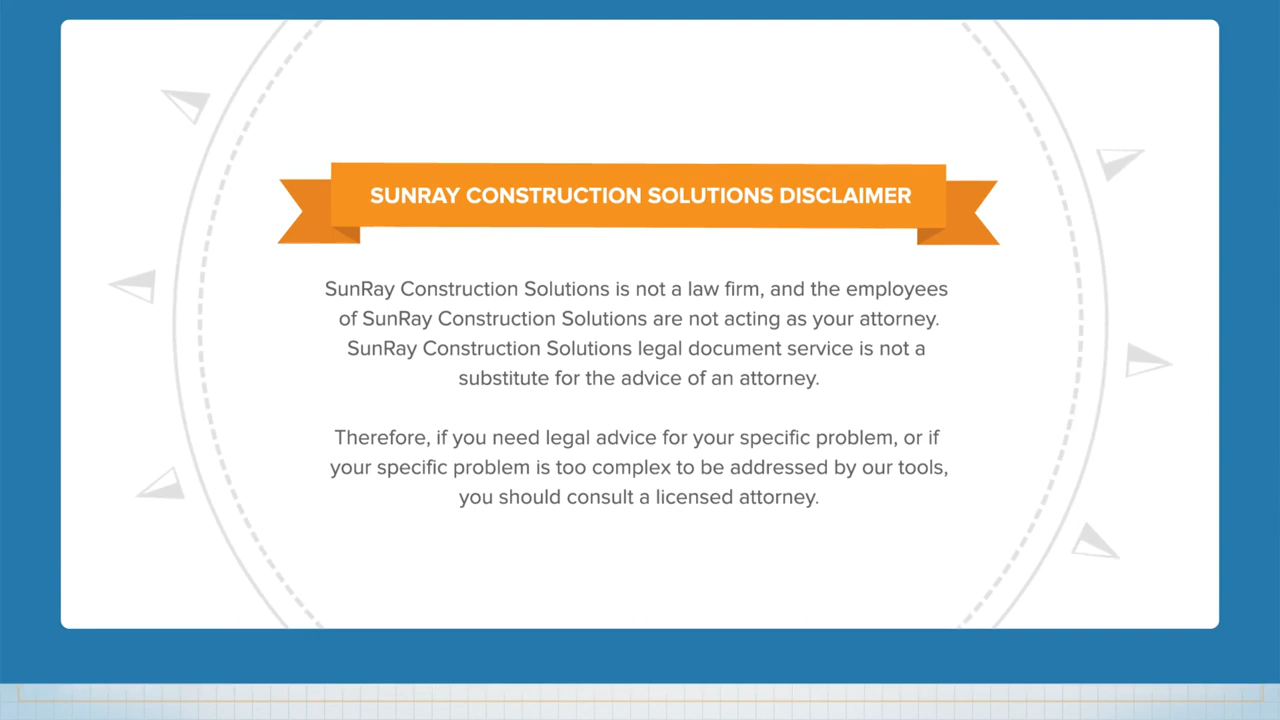 SUNRAY CONSTRUCTION SOLUTIONS DISCLAIMER
SunRay Construction Solutions is not a law firm, and the employees
of SunRay Construction Solutions are not acting as your attorney.
SunRay Construction Solutions legal document service is not a
substitute for the advice of an attorney.
Therefore, if you need legal advice for your specific problem, or if
your specific problem is too complex to be addressed by our tools,
you should consult a licensed attorney.